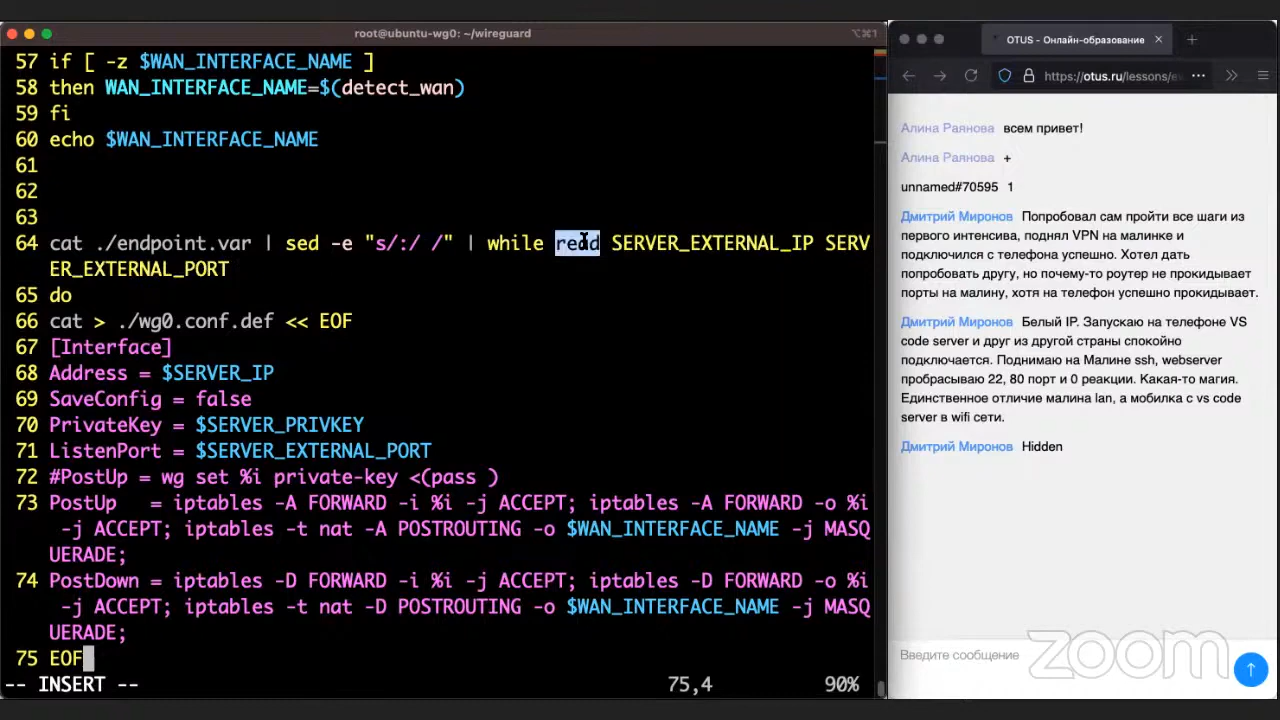 root@ubuntu-wg0: ~/wireguard
⌥⌘1
57 if [ -z $WAN_INTERFACE_NAME ]
58 then WAN_INTERFACE_NAME=$(detect_wan)
59 fi
60 echo $WAN_INTERFACE_NAME
61
62
63
64 cat ./endpoint.var | sed -e "s/:/ /" | while read SERVER_EXTERNAL_IP SERV
ER_EXTERNAL_PORT
65 do
66 cat > ./wg0.conf.def << EOF
67 [Interface]
68 Address = $SERVER_IP
69 SaveConfig = false
70 PrivateKey = $SERVER_PRIVKEY
71 ListenPort = $SERVER_EXTERNAL_PORT
72 #PostUp = wg set %i private-key <(pass )
73 PostUp   = iptables -A FORWARD -i %i -j ACCEPT; iptables -A FORWARD -o %i
-j ACCEPT; iptables -t nat -A POSTROUTING -o $WAN_INTERFACE_NAME -j MASQ
UERADE;
74 PostDown = iptables -D FORWARD -i %i -j ACCEPT; iptables -D FORWARD -o %i
-j ACCEPT; iptables -t nat -D POSTROUTING -o $WAN_INTERFACE_NAME -j MASQ
UERADE;
75 EOF
-- INSERT --
75,4
90%
OTUS - Онлайн-образование
https://otus.ru/lessons/
Алина Раянова всем привет!
Алина Раянова +
unnamed#70595 1
Дмитрий Миронов Попробовал сам пройти все шаги из
первого интенсива, поднял VPN на малинке и
подключился с телефона успешно. Хотел дать
попробовать другу, но почему-то роутер не прокидывает
порты на малину, хотя на телефон успешно прокидывает.
Дмитрий Миронов Белый IP. Запускаю на телефоне VS
code server и друг из другой страны спокойно
подключается. Поднимаю на Малине ssh, webserver
пробрасываю 22, 80 порт и 0 реакции. Какая-то магия.
Единственное отличие малина lan, а мобилка с vs code
server в wifi сети.
Дмитрий Миронов Hidden
Введите сообщение
zoom